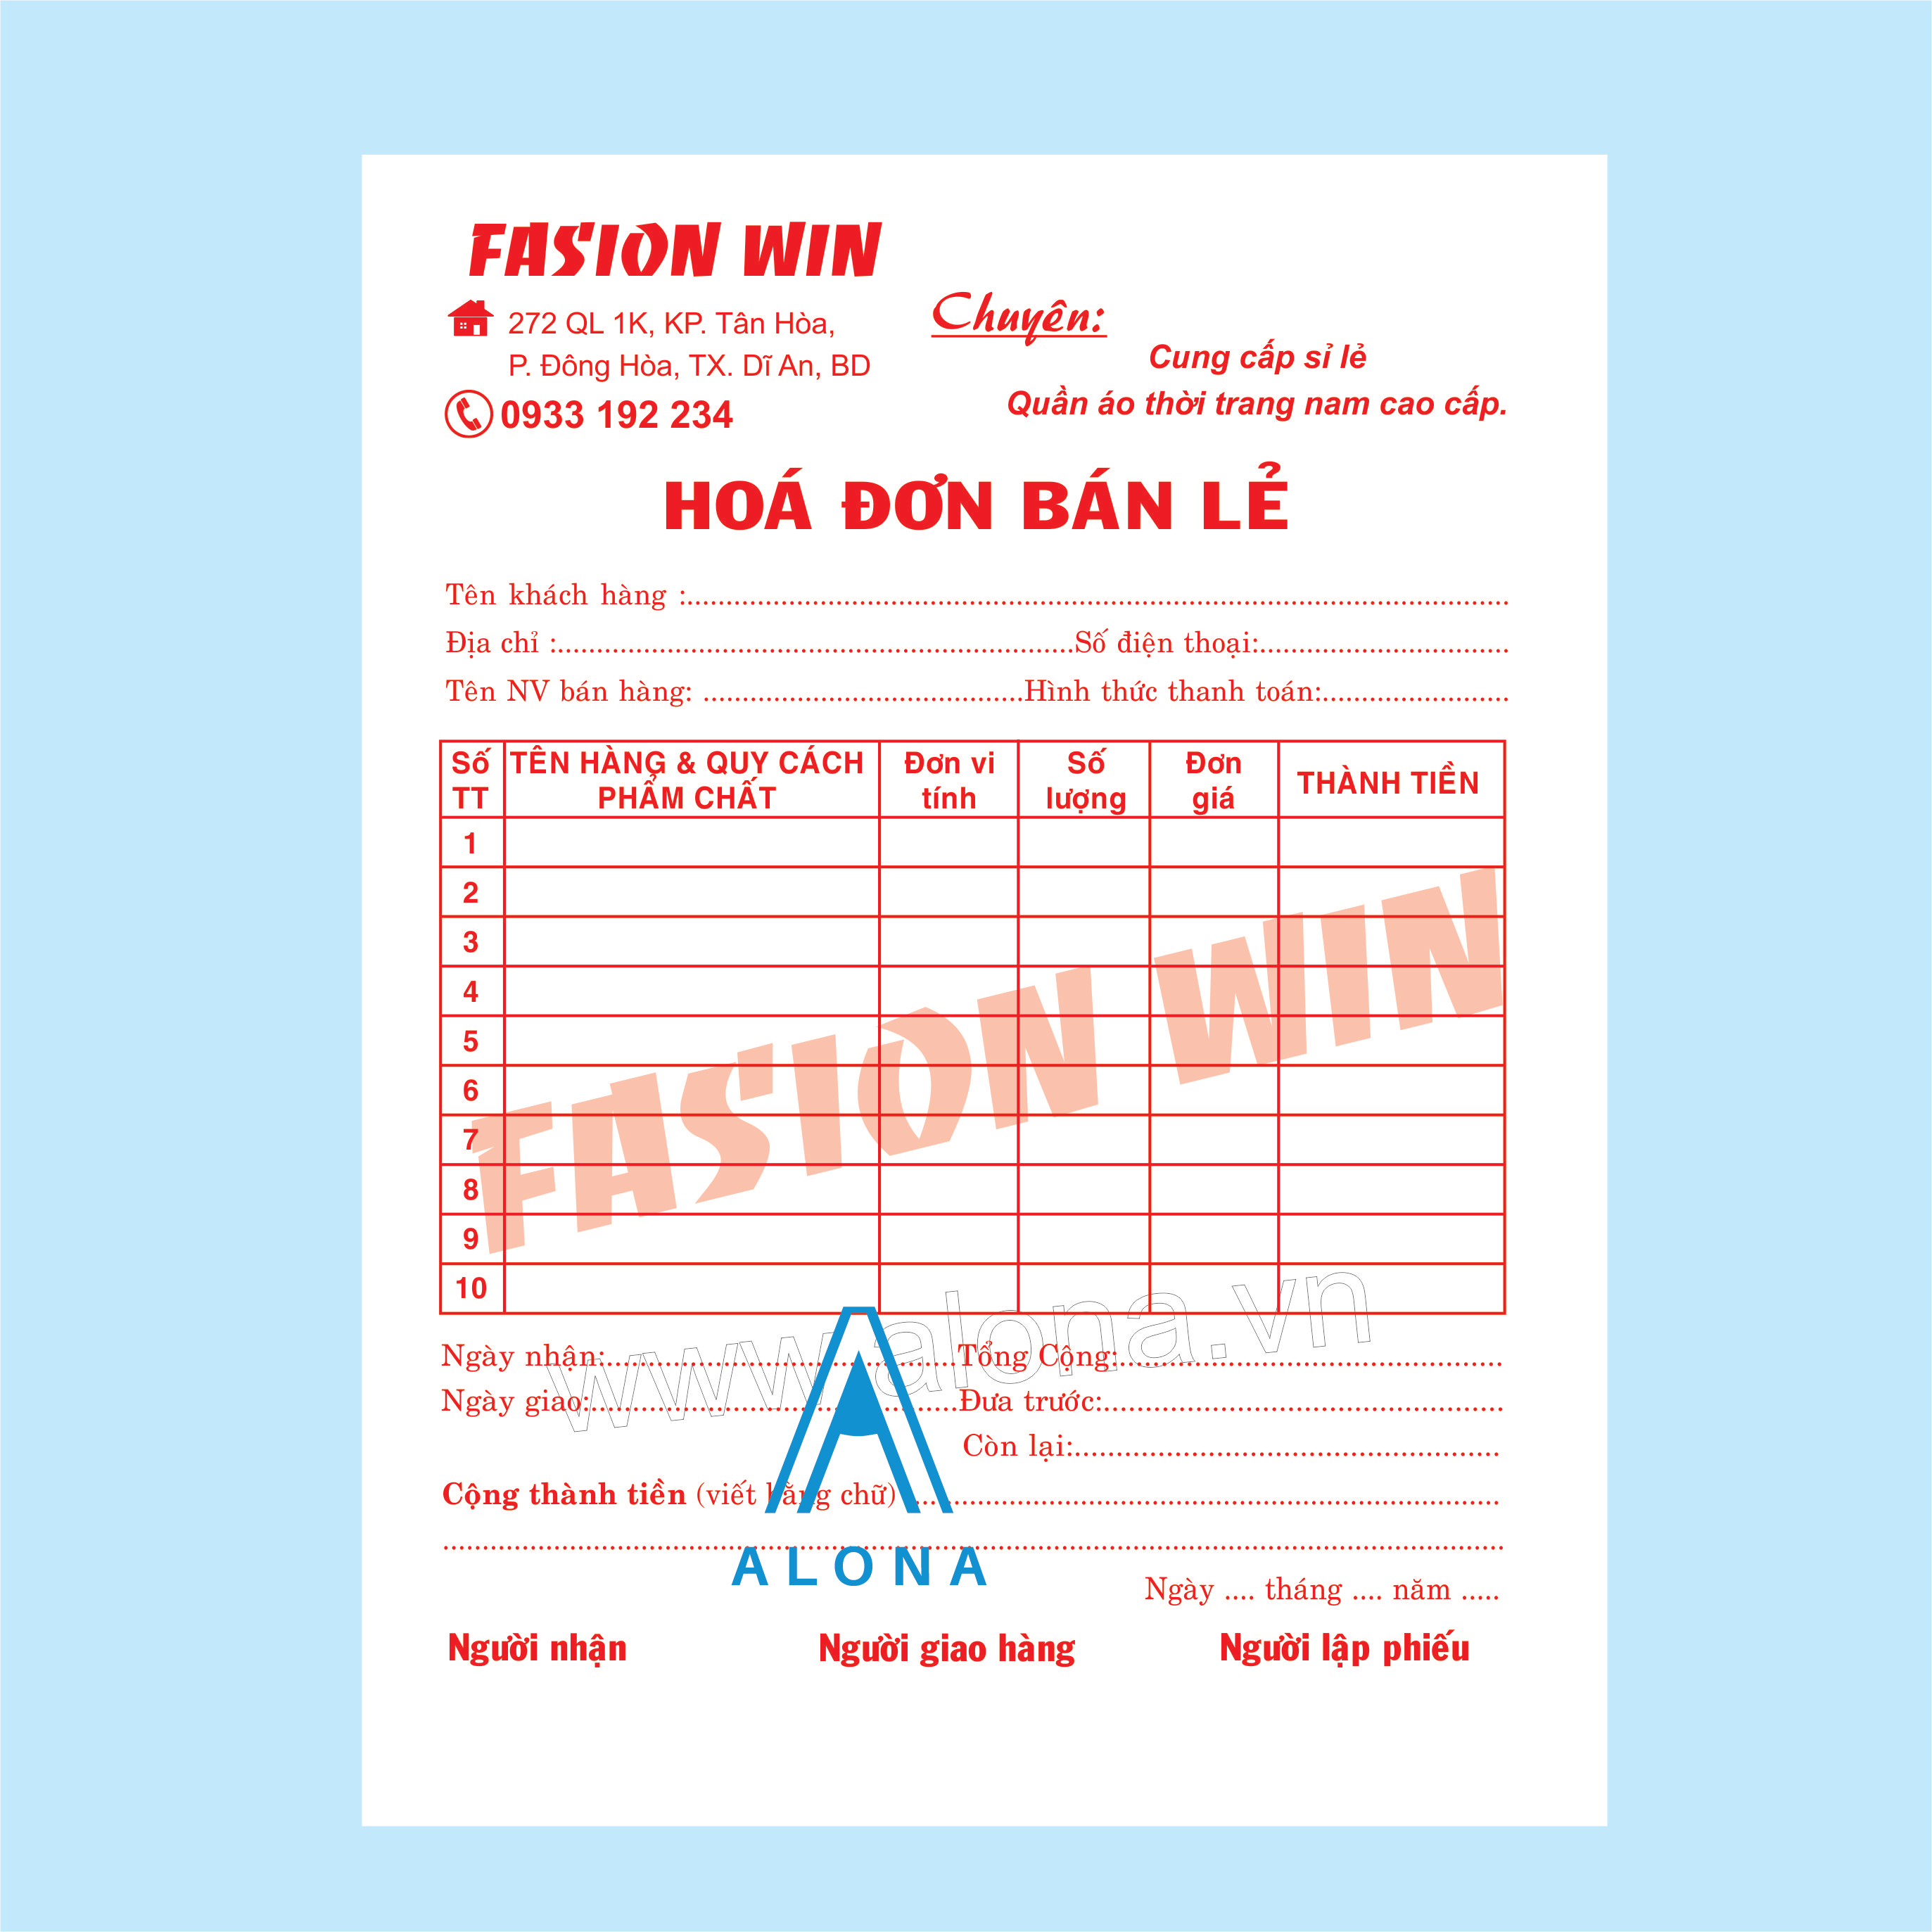 FASION WIN
272 QL 1K, KP. Tân Hòa,
P. Đông Hòa, TX. Dĩ An, BD
0933 192 234
Chuyên:
Cung cấp sỉ lẻ
Quần áo thời trang nam cao cấp.
HOÁ ĐƠN BÁN LẺ
Tên khách hàng :..........................................................................................................
Địa chỉ :...................................................................Số điện thoại:................................
Tên NV bán hàng: .........................................Hình thức thanh toán:........................
Số TT TÊN HÀNG & QUY CÁCH PHẨM CHẤT Đơn vi tính Số lượng Đơn giá THÀNH TIỀN
1
2
3
4
5
6
7
8
9
10
FASION WIN
www.alona.vn
Ngày nhận:.............................................Tổng Cộng:.................................................
Ngày giao:...............................................Đưa trước:...................................................
Còn lại:......................................................
Cộng thành tiền (viết bằng chữ) ............................................................................
.........................................................................................................................................
ALONA
Ngày .... tháng .... năm .....
Người nhận Người giao hàng Người lập phiếu